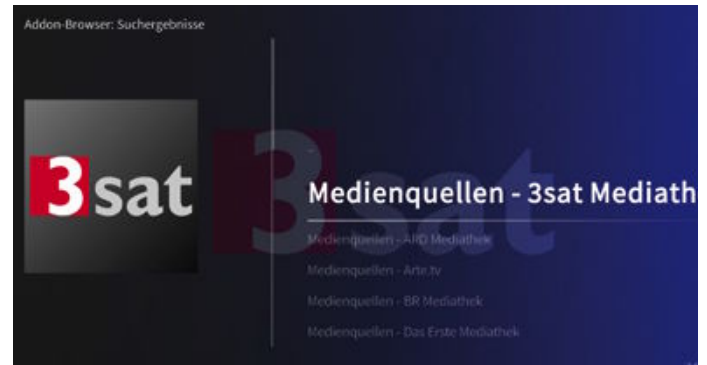 Addon-Browser: Suchergebnisse
3sat
3sat
..
Medienquellen - 3sat Mediath
Medienquellen - ARD Mediathek
Medienquellen - Arte.tv
Medienquellen - BR Mediathek
Medienquellen - Das Erste Mediathek